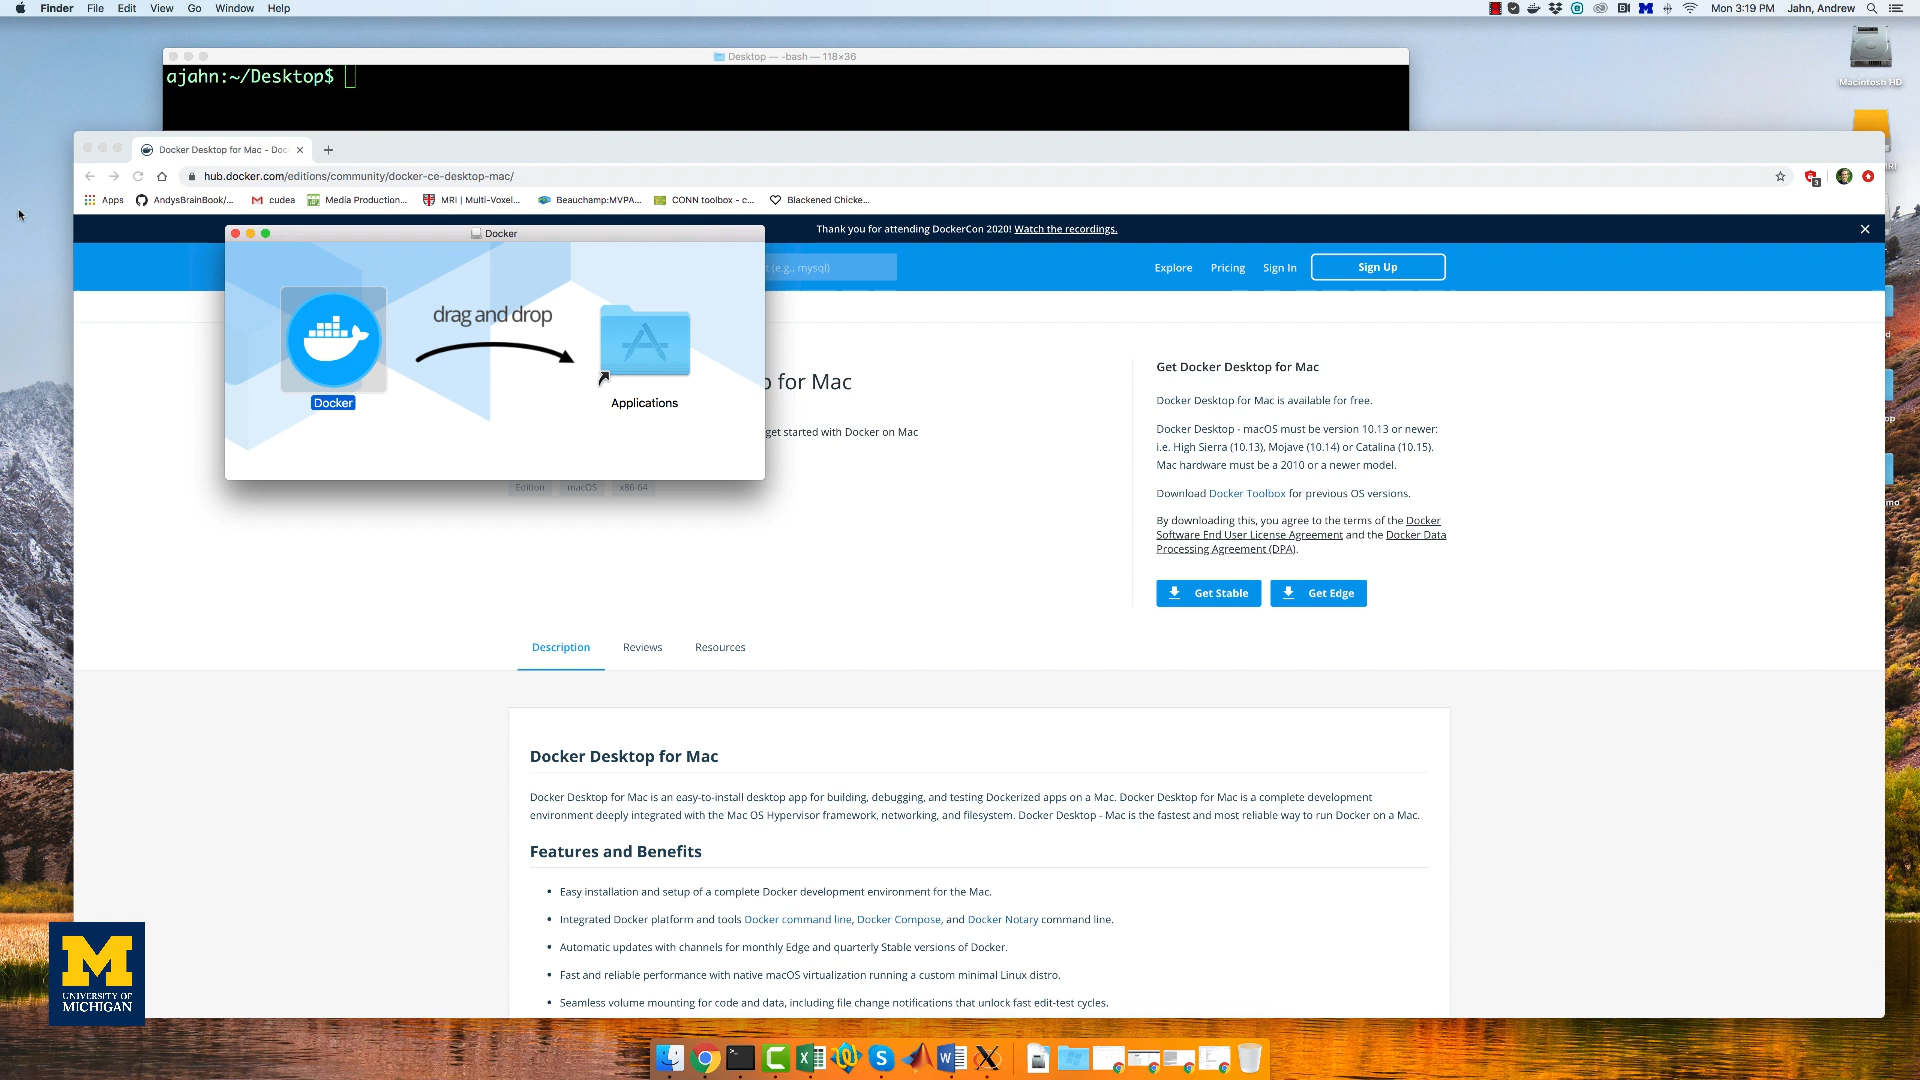 Finder File Edit View Go Window Help
Mon 3:19 PM Jahn, Andrew
Desktop — -bash — 118×36
ajahn:~/Desktop$
Macintosh HD
Docker Desktop for Mac - Doc
hub.docker.com/editions/community/docker-ce-desktop-mac/
3
Apps AndysBrainBook/... cudea Media Production... MRI | Multi-Voxel... Beauchamp:MVPA... CONN toolbox - c... Blackened Chicke...
Thank you for attending DockerCon 2020! Watch the recordings.
Docker
t (e.g., mysql)
Explore Pricing Sign In Sign Up
drag and drop
Docker
Applications
p for Mac
get started with Docker on Mac
Edition macOS x86-64
Get Docker Desktop for Mac
Docker Desktop for Mac is available for free.
Docker Desktop - macOS must be version 10.13 or newer:
i.e. High Sierra (10.13), Mojave (10.14) or Catalina (10.15).
Mac hardware must be a 2010 or a newer model.
Download Docker Toolbox for previous OS versions.
By downloading this, you agree to the terms of the Docker
Software End User License Agreement and the Docker Data
Processing Agreement (DPA).
Get Stable Get Edge
Description Reviews Resources
Docker Desktop for Mac
Docker Desktop for Mac is an easy-to-install desktop app for building, debugging, and testing Dockerized apps on a Mac. Docker Desktop for Mac is a complete development
environment deeply integrated with the Mac OS Hypervisor framework, networking, and filesystem. Docker Desktop - Mac is the fastest and most reliable way to run Docker on a Mac.
Features and Benefits
• Easy installation and setup of a complete Docker development environment for the Mac.
• Integrated Docker platform and tools Docker command line, Docker Compose, and Docker Notary command line.
• Automatic updates with channels for monthly Edge and quarterly Stable versions of Docker.
• Fast and reliable performance with native macOS virtualization running a custom minimal Linux distro.
• Seamless volume mounting for code and data, including file change notifications that unlock fast edit-test cycles.
M
UNIVERSITY OF
MICHIGAN